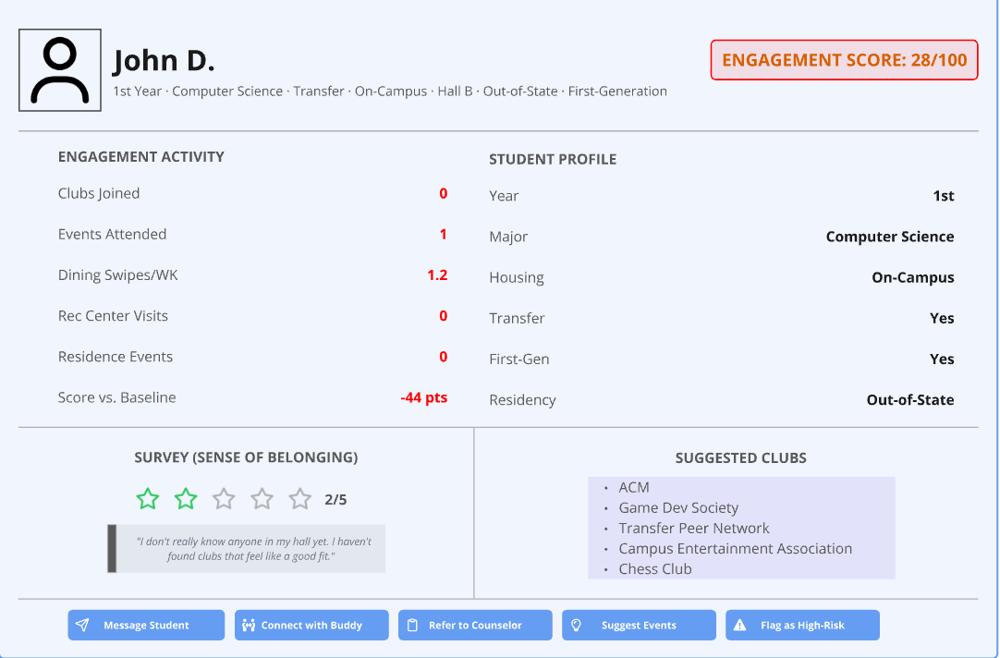 John D.
ENGAGEMENT SCORE: 28/100
1st Year · Computer Science · Transfer · On-Campus · Hall B · Out-of-State · First-Generation
ENGAGEMENT ACTIVITY
Clubs Joined 0
Events Attended 1
Dining Swipes/WK 1.2
Rec Center Visits 0
Residence Events 0
Score vs. Baseline -44 pts
STUDENT PROFILE
Year 1st
Major Computer Science
Housing On-Campus
Transfer Yes
First-Gen Yes
Residency Out-of-State
SURVEY (SENSE OF BELONGING)
2/5
"I don't really know anyone in my hall yet. I haven't
found clubs that feel like a good fit."
SUGGESTED CLUBS
• ACM
• Game Dev Society
• Transfer Peer Network
• Campus Entertainment Association
• Chess Club
Message Student
Connect with Buddy
Refer to Counselor
Suggest Events
Flag as High-Risk